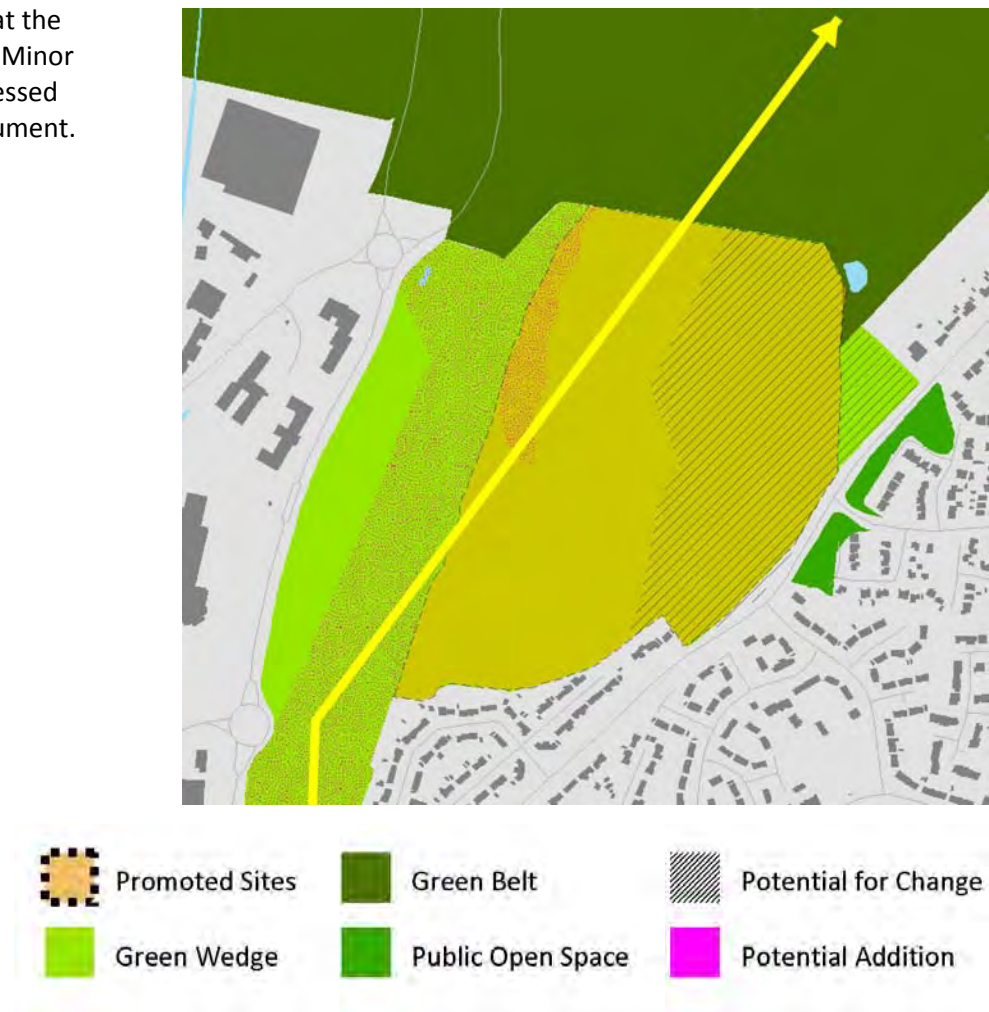 at the
Minor
essed
ument.
Promoted Sites
Green Belt
Potential for Change
Green Wedge
Public Open Space
Potential Addition